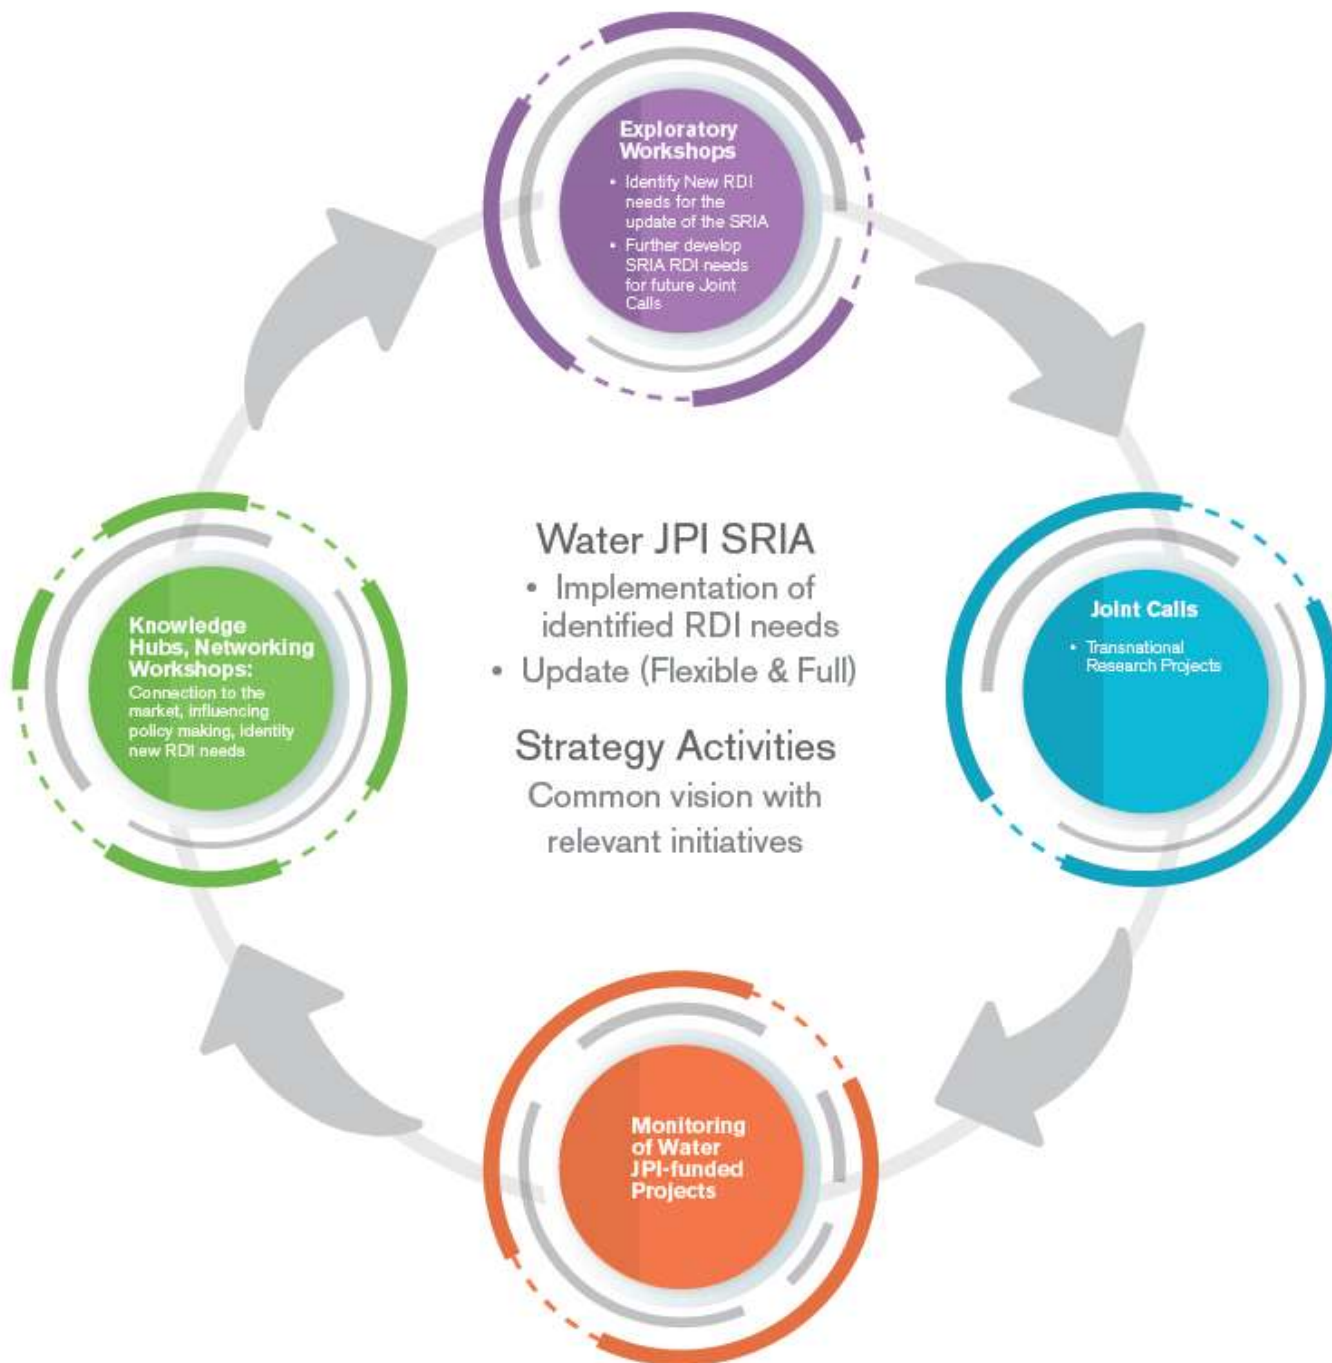 Exploratory
Workshops
• Identify New RDI
needs for the
update of the SRIA
• Further develop
SRIA RDI needs
for future Joint
Calls
Water JPI SRIA
• Implementation of
identified RDI needs
• Update (Flexible & Full)
Strategy Activities
Common vision with
relevant initiatives
Joint Calls
• Transnational
Research Projects
Monitoring
of Water
JPI-funded
Projects
Knowledge
Hubs, Networking
Workshops:
Connection to the
market, influencing
policy making, identity
new RDI needs